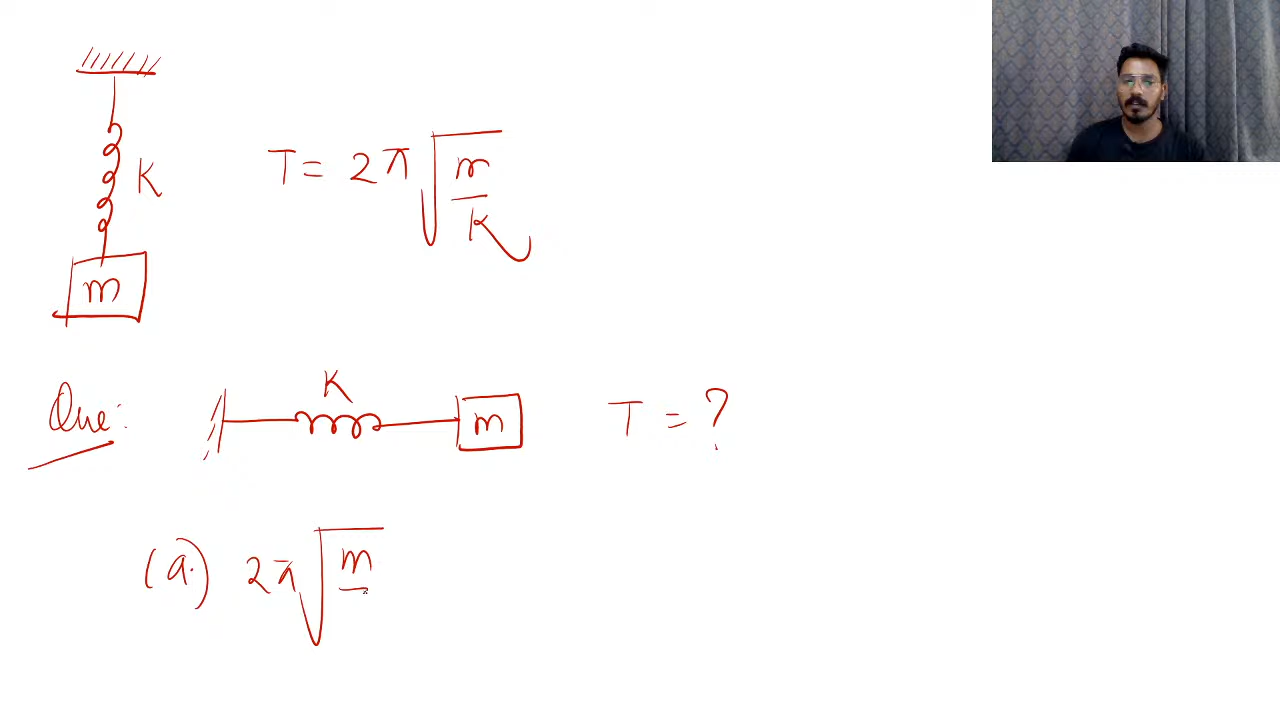 K
T = 2π √(m/k)
m
K
Que: m T = ?
(a.) 2π √(m/